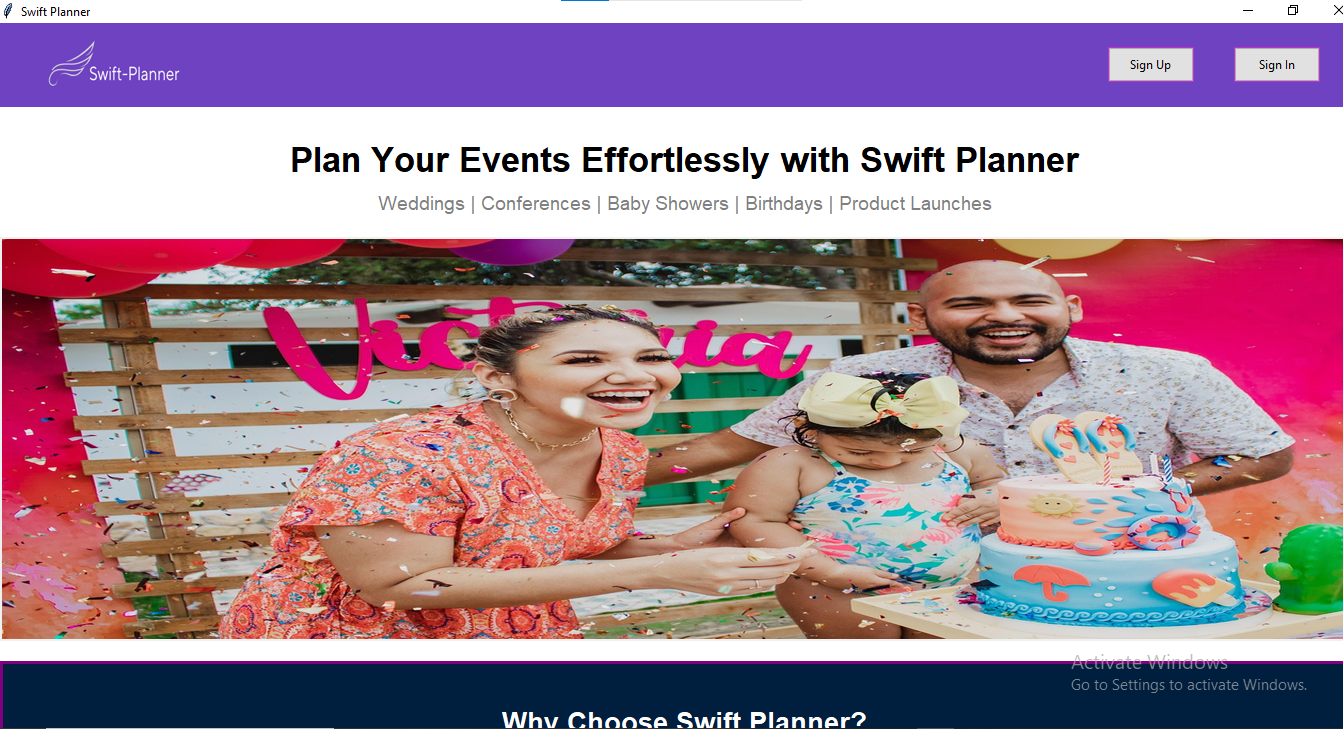 Swift Planner
Swift-Planner
Sign Up
Sign In
Plan Your Events Effortlessly with Swift Planner
Weddings | Conferences | Baby Showers | Birthdays | Product Launches
Victoria
Activate Windows
Go to Settings to activate Windows.
Why Choose Swift Planner?